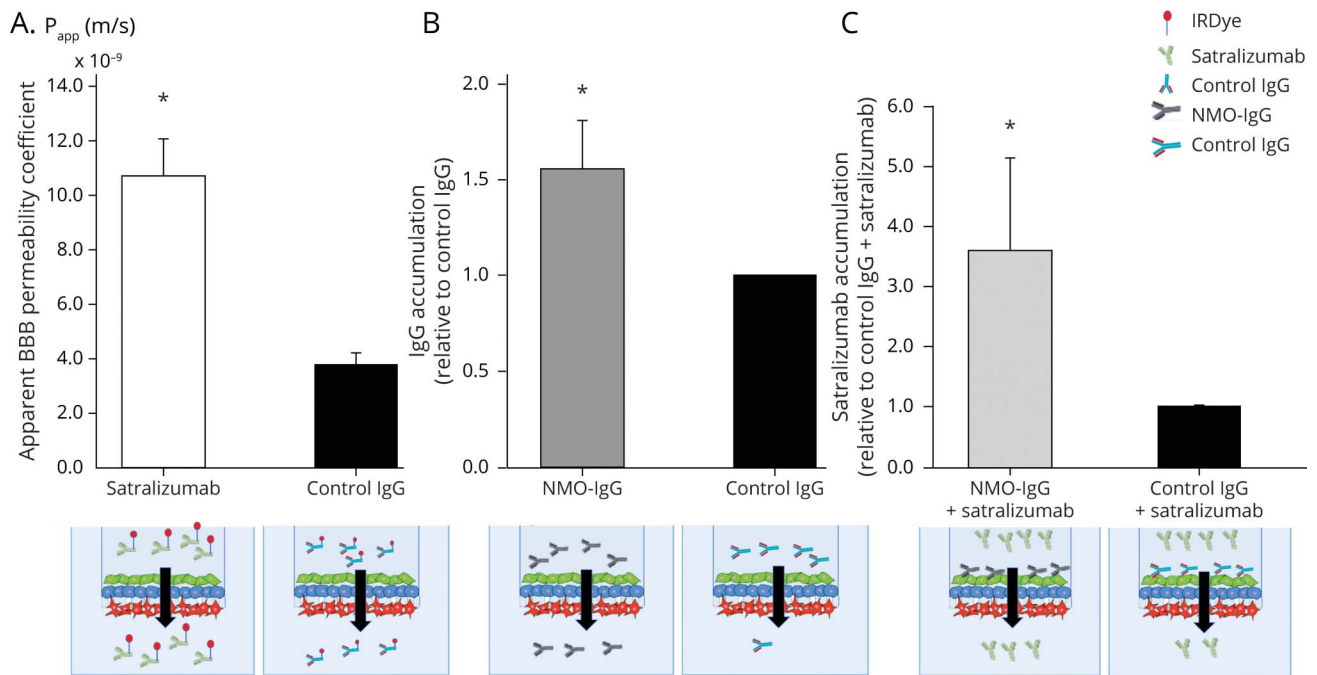 A. Papp (m/s)
x 10⁻⁹
Apparent BBB permeability coefficient
14.0
12.0
10.0
8.0
6.0
4.0
2.0
0.0
*
Satralizumab
Control IgG
B
IgG accumulation
(relative to control IgG)
2.0
1.5
1.0
0.5
0.0
*
NMO-IgG
Control IgG
C
Satralizumab accumulation
(relative to control IgG + satralizumab)
6.0
5.0
4.0
3.0
2.0
1.0
0.0
*
NMO-IgG
+ satralizumab
Control IgG
+ satralizumab
IRDye
Satralizumab
Control IgG
NMO-IgG
Control IgG